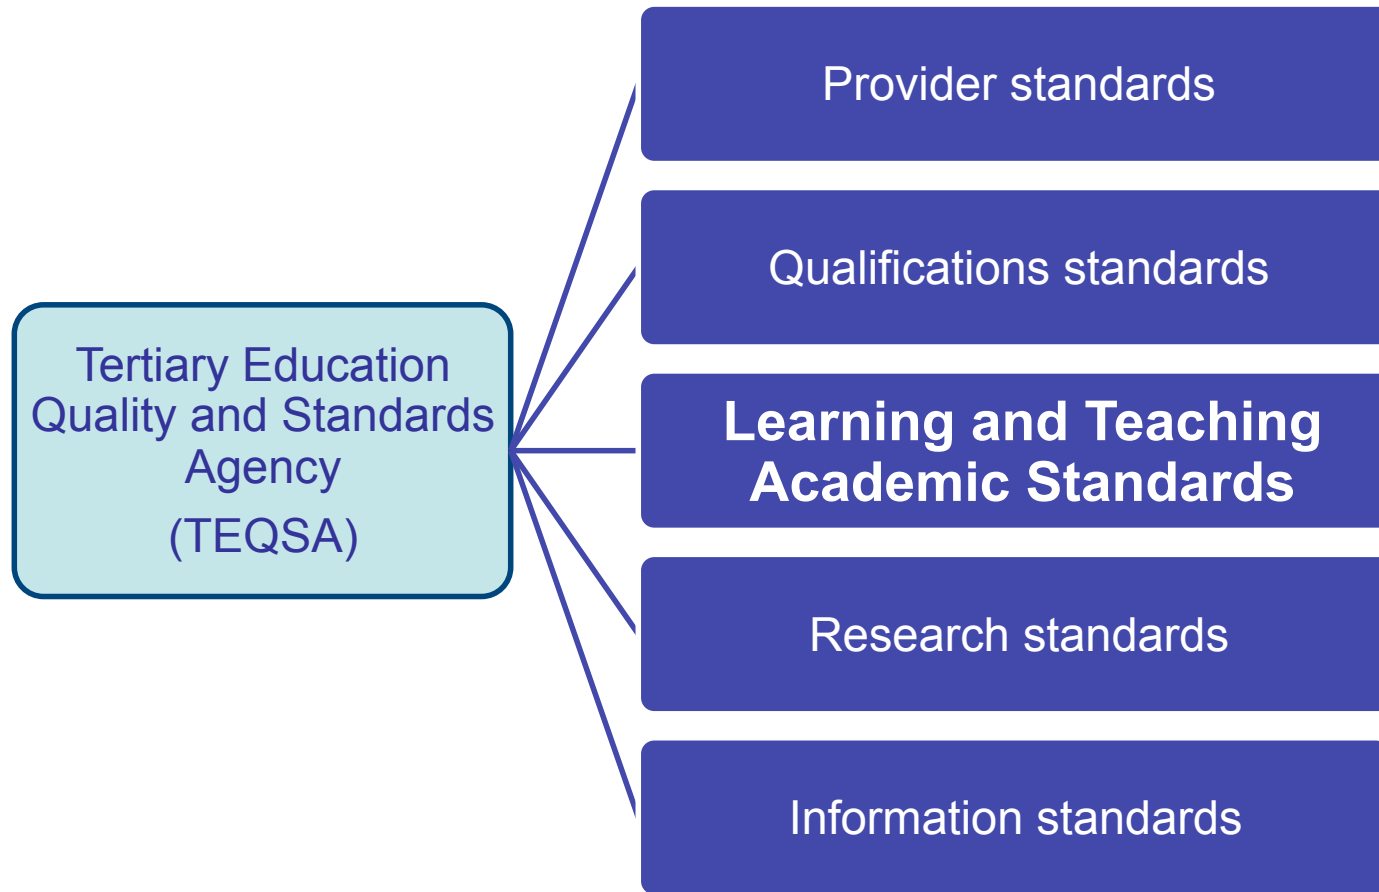 Provider standards
Qualifications standards
Tertiary Education
Quality and Standards
Agency
(TEQSA)
Learning and Teaching
Academic Standards
Research standards
Information standards